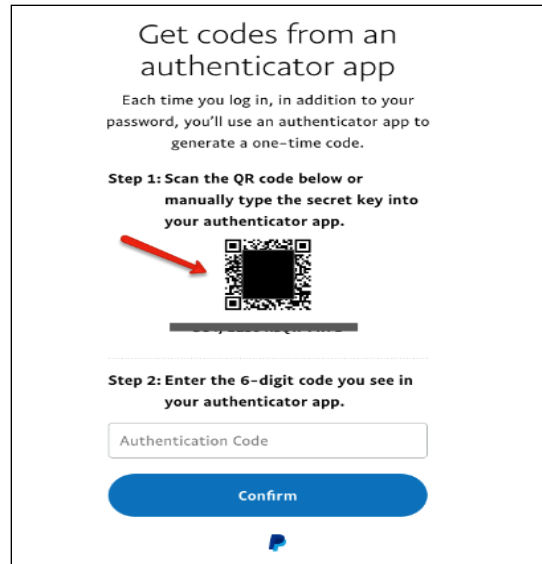 Get codes from an
authenticator app
Each time you log in, in addition to your
password, you'll use an authenticator app to
generate a one-time code.
Step 1: Scan the QR code below or
manually type the secret key into
your authenticator app.
Step 2: Enter the 6-digit code you see in
your authenticator app.
Authentication Code
Confirm